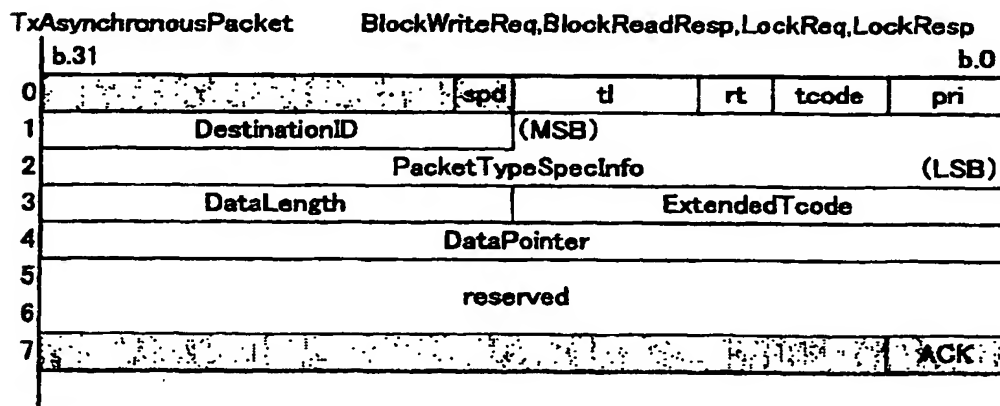 TxAsynchronousPacket BlockWriteReq,BlockReadResp,LockReq,LockResp
b.31 b.0
0 spd tl rt tcode pri
1 DestinationID (MSB)
2 PacketTypeSpecInfo (LSB)
3 DataLength ExtendedTcode
4 DataPointer
5
reserved
6
7 ACK